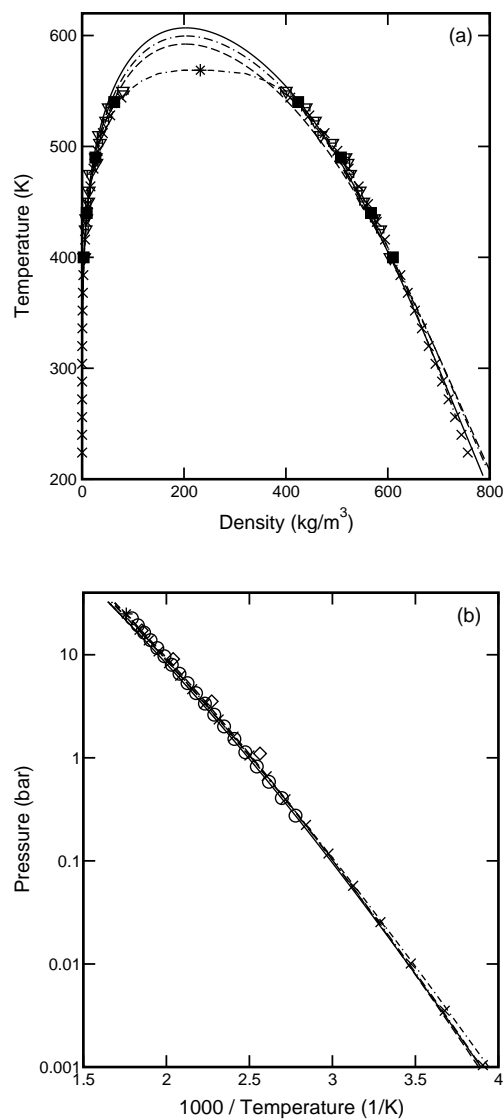 (a)
600
500
400
300
200
Temperature (K)
0 200 400 600 800
Density (kg/m³)
(b)
10
1
0.1
0.01
0.001
Pressure (bar)
1.5 2 2.5 3 3.5 4
1000 / Temperature (1/K)